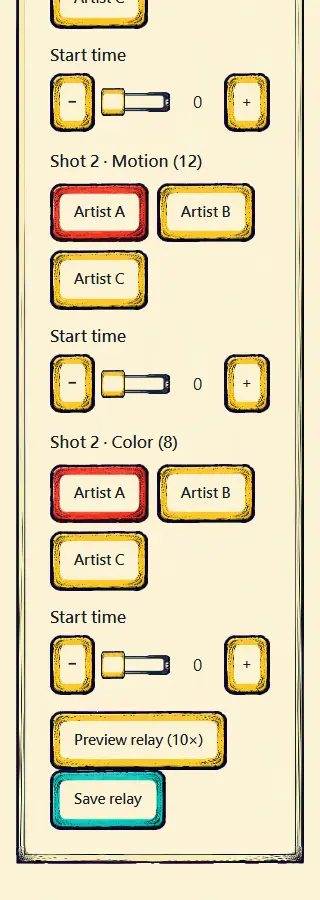 Artist C
Start time
− 0 +
Shot 2 · Motion (12)
Artist A Artist B
Artist C
Start time
− 0 +
Shot 2 · Color (8)
Artist A Artist B
Artist C
Start time
− 0 +
Preview relay (10×)
Save relay